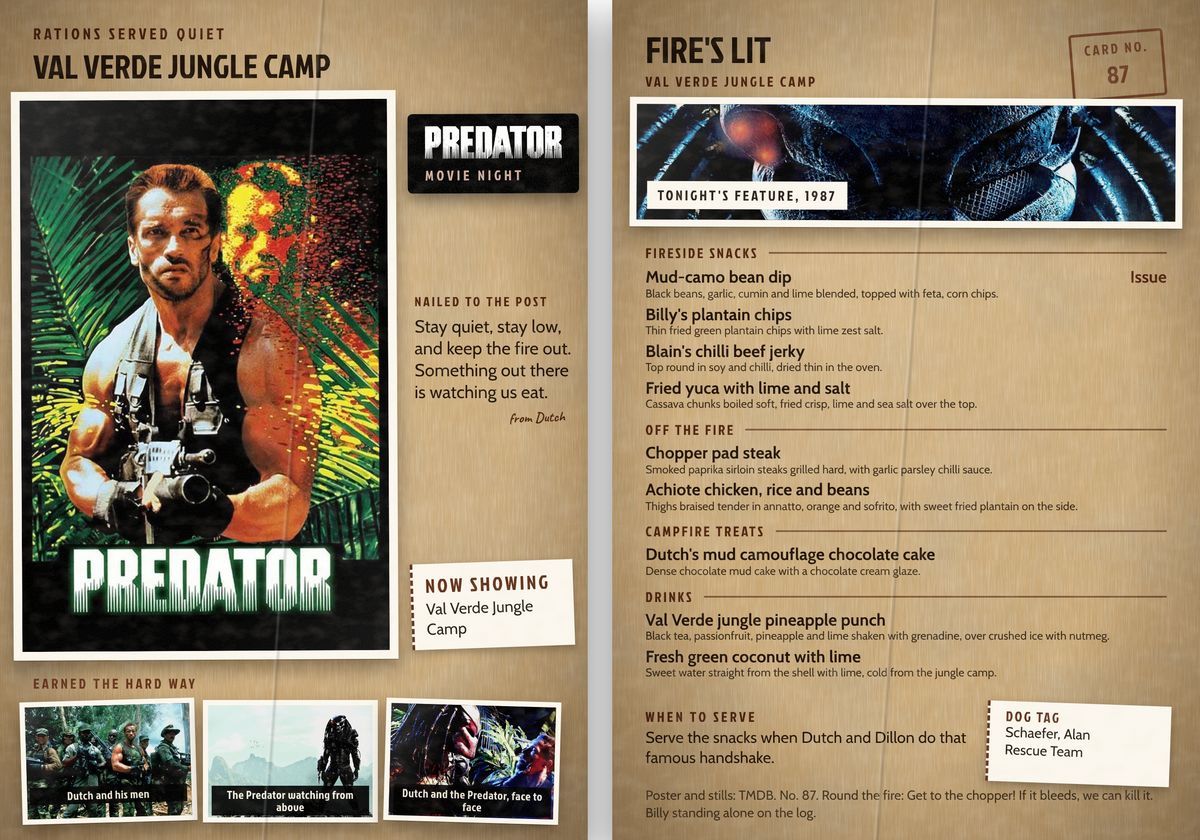 RATIONS SERVED QUIET
VAL VERDE JUNGLE CAMP
PREDATOR
MOVIE NIGHT
NAILED TO THE POST
Stay quiet, stay low,
and keep the fire out.
Something out there
is watching us eat.
from Dutch
PREDATOR
NOW SHOWING
Val Verde Jungle
Camp
EARNED THE HARD WAY
Dutch and his men
The Predator watching from
above
Dutch and the Predator, face to
face
FIRE'S LIT
VAL VERDE JUNGLE CAMP
CARD NO.
87
TONIGHT'S FEATURE, 1987
FIRESIDE SNACKS
Mud-camo bean dip Issue
Black beans, garlic, cumin and lime blended, topped with feta, corn chips.
Billy's plantain chips
Thin fried green plantain chips with lime zest salt.
Blain's chilli beef jerky
Top round in soy and chilli, dried thin in the oven.
Fried yuca with lime and salt
Cassava chunks boiled soft, fried crisp, lime and sea salt over the top.
OFF THE FIRE
Chopper pad steak
Smoked paprika sirloin steaks grilled hard, with garlic parsley chilli sauce.
Achiote chicken, rice and beans
Thighs braised tender in annatto, orange and sofrito, with sweet fried plantain on the side.
CAMPFIRE TREATS
Dutch's mud camouflage chocolate cake
Dense chocolate mud cake with a chocolate cream glaze.
DRINKS
Val Verde jungle pineapple punch
Black tea, passionfruit, pineapple and lime shaken with grenadine, over crushed ice with nutmeg.
Fresh green coconut with lime
Sweet water straight from the shell with lime, cold from the jungle camp.
WHEN TO SERVE
Serve the snacks when Dutch and Dillon do that
famous handshake.
DOG TAG
Schaefer, Alan
Rescue Team
Poster and stills: TMDB. No. 87. Round the fire: Get to the chopper! If it bleeds, we can kill it.
Billy standing alone on the log.